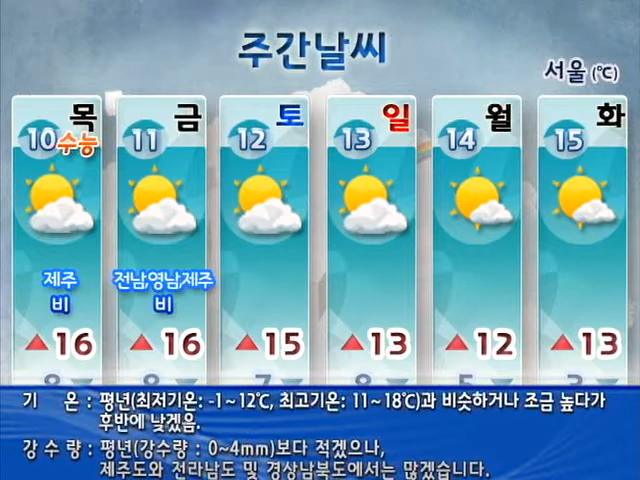 주간날씨
서울 (℃)
목 금 토 일 월 화
10 수능 11 12 13 14 15
제주 전남,영남,제주
비 비
16 16 15 13 12 13
기 온 : 평년(최저기온: -1~12℃, 최고기온: 11~18℃)과 비슷하거나 조금 높다가
후반에 낮겠음.
강 수 량 : 평년(강수량 : 0~4mm)보다 적겠으나,
제주도와 전라남도 및 경상남북도에서는 많겠습니다.